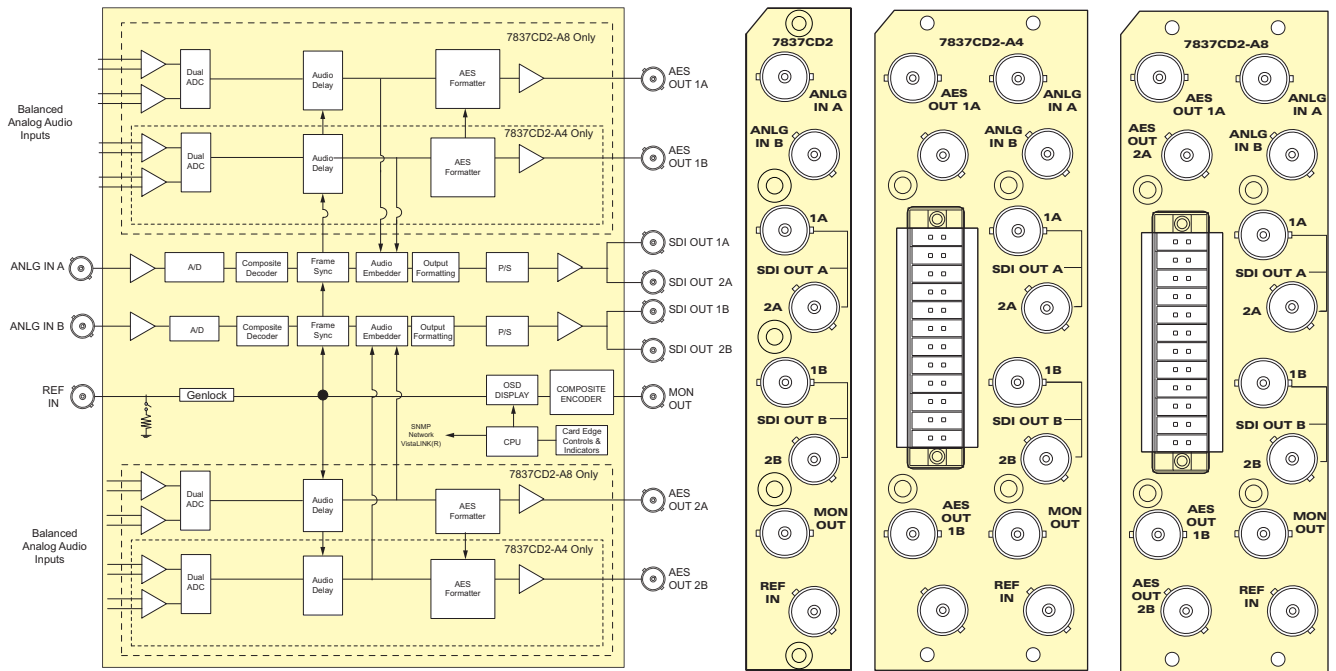 7837CD2-A8 Only
Dual
ADC
Audio
Delay
AES
Formatter
AES
OUT 1A
Balanced
Analog Audio
Inputs
7837CD2-A4 Only
Dual
ADC
Audio
Delay
AES
Formatter
AES
OUT 1B
ANLG IN A
A/D
Composite
Decoder
Frame
Sync
Audio
Embedder
Output
Formatting
P/S
SDI OUT 1A
SDI OUT 2A
ANLG IN B
A/D
Composite
Decoder
Frame
Sync
Audio
Embedder
Output
Formatting
P/S
SDI OUT 1B
SDI OUT 2B
REF
IN
Genlock
OSD
DISPLAY
COMPOSITE
ENCODER
MON
OUT
SNMP
Network
VistaLINK(R)
CPU
Card Edge
Controls &
Indicators
7837CD2-A8 Only
Dual
ADC
Audio
Delay
AES
Formatter
AES
OUT 2A
Balanced
Analog Audio
Inputs
7837CD2-A4 Only
Dual
ADC
Audio
Delay
AES
Formatter
AES
OUT 2B
7837CD2
ANLG
IN A
ANLG
IN B
1A
SDI OUT A
2A
1B
SDI OUT B
2B
MON
OUT
REF
IN
7837CD2-A4
AES
OUT 1A
ANLG
IN A
ANLG
IN B
1A
SDI OUT A
2A
1B
SDI OUT B
2B
AES
OUT
1B
MON
OUT
REF
IN
7837CD2-A8
AES
OUT 1A
ANLG
IN A
AES
OUT
2A
ANLG
IN B
1A
SDI OUT A
2A
1B
SDI OUT B
2B
AES
OUT
1B
MON
OUT
AES
OUT
2B
REF
IN